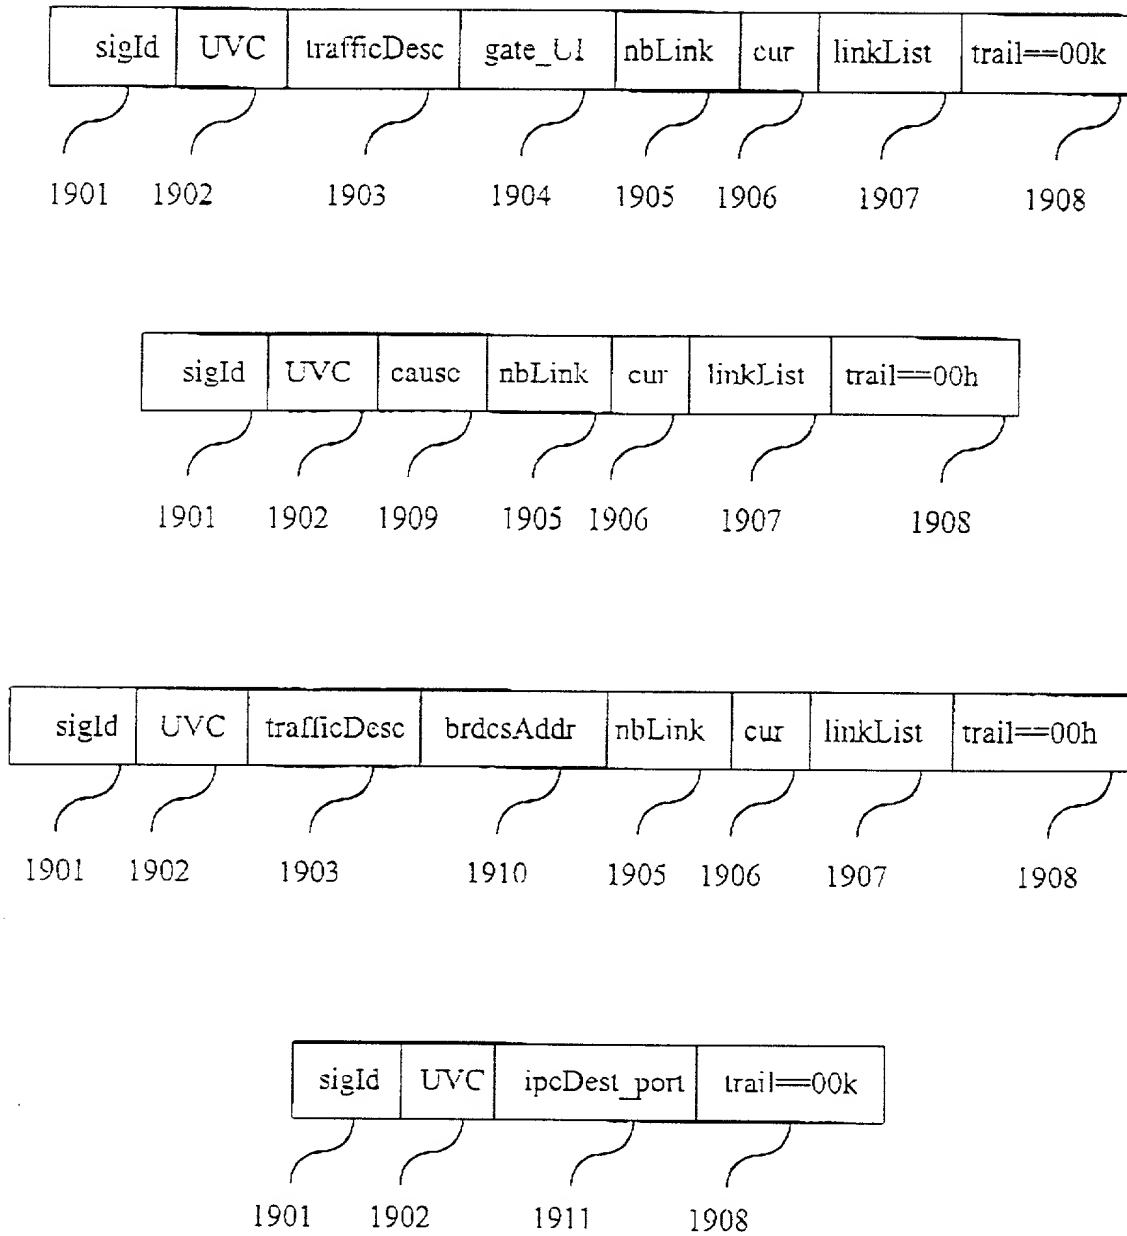 sigId UVC trafficDesc gate_UI nbLink cur linkList trail==00k
1901 1902 1903 1904 1905 1906 1907 1908
sigId UVC cause nbLink cur linkList trail==00h
1901 1902 1909 1905 1906 1907 1908
sigId UVC trafficDesc brdcsAddr nbLink cur linkList trail==00h
1901 1902 1903 1910 1905 1906 1907 1908
sigId UVC ipcDest_port trail==00k
1901 1902 1911 1908